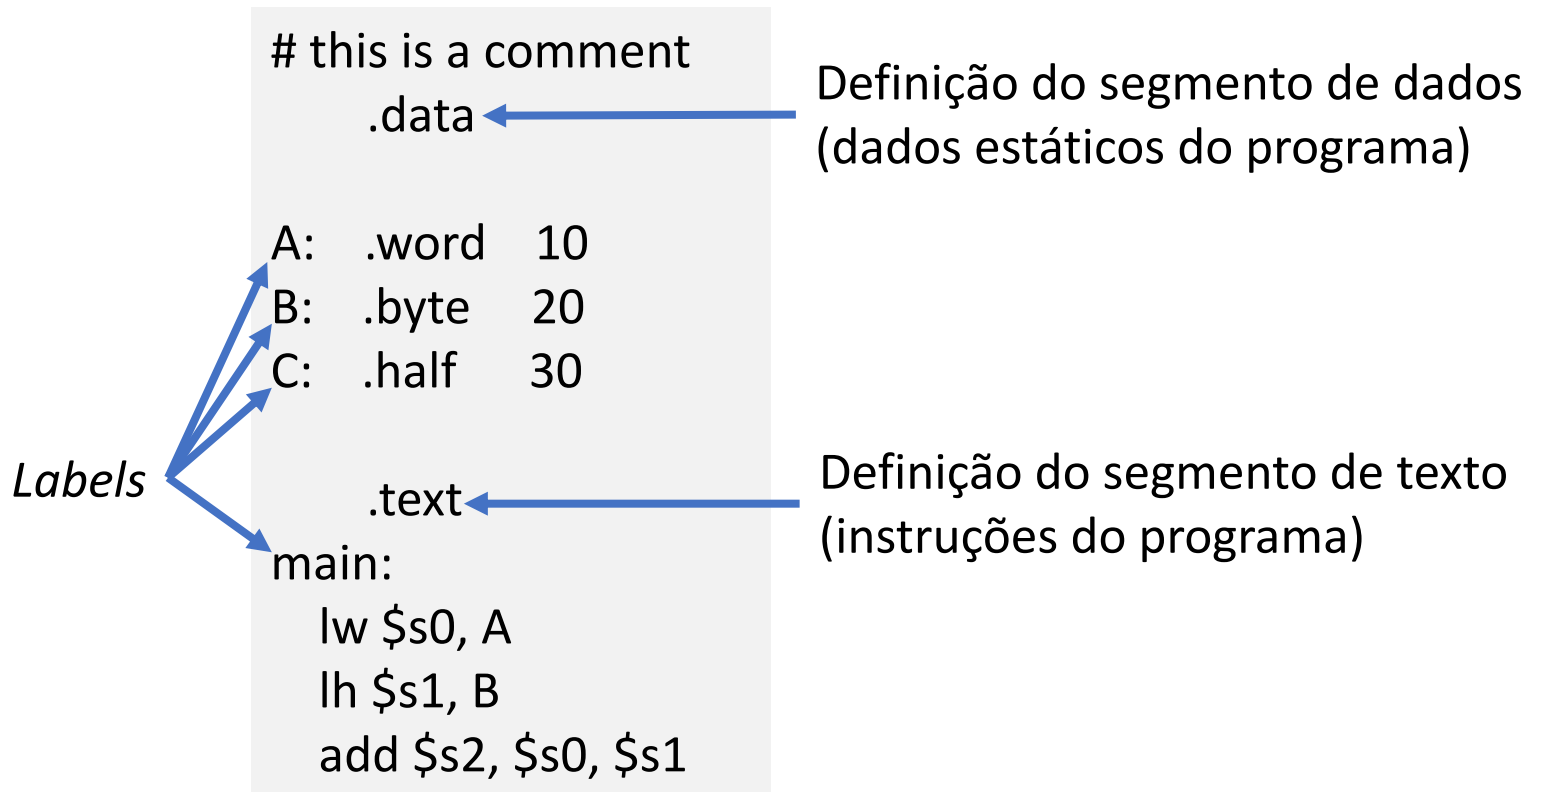 # this is a comment
.data
Definição do segmento de dados
(dados estáticos do programa)
A: .word 10
B: .byte 20
C: .half 30
Labels
.text
Definição do segmento de texto
(instruções do programa)
main:
lw $s0, A
lh $s1, B
add $s2, $s0, $s1